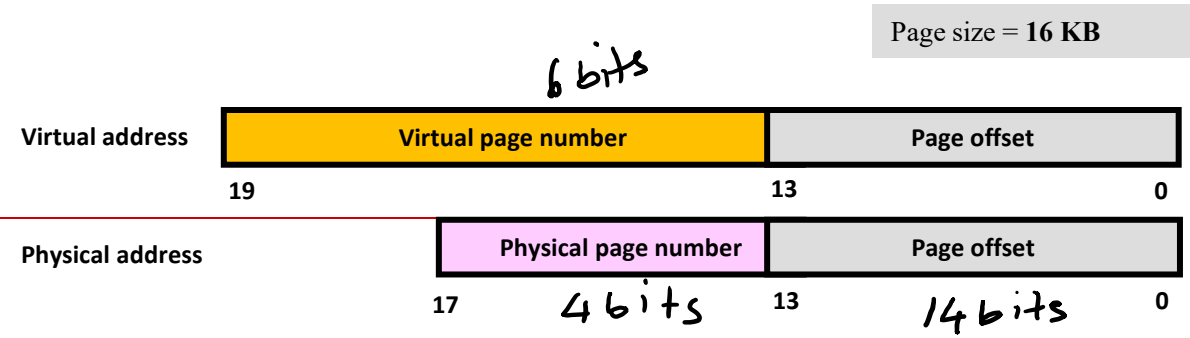 Page size = 16 KB
6 bits
Virtual address Virtual page number Page offset
19 13 0
Physical address Physical page number Page offset
17 4 bits 13 14 bits 0